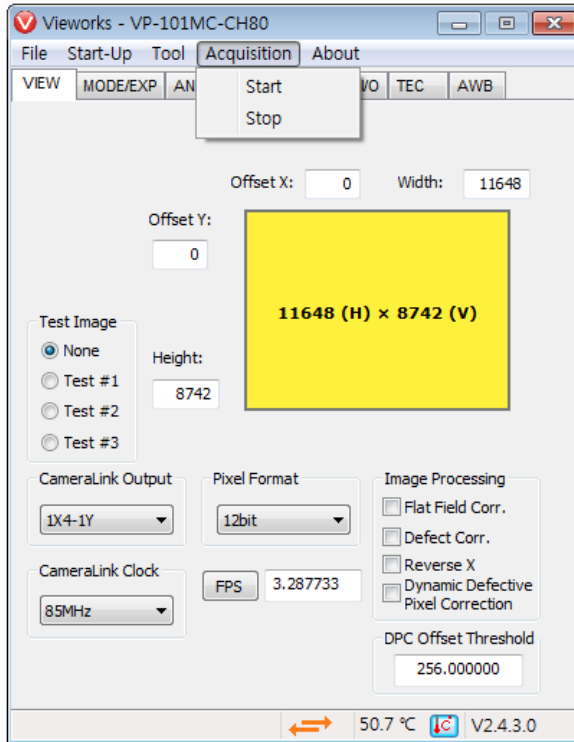 Vieworks - VP-101MC-CH80
File Start-Up Tool Acquisition About
VIEW MODE/EXP AN VO TEC AWB
Start
Stop
Offset X: 0 Width: 11648
Offset Y:
0
11648 (H) × 8742 (V)
Test Image
None
Test #1
Test #2
Test #3
Height:
8742
CameraLink Output
1X4-1Y
Pixel Format
12bit
Image Processing
Flat Field Corr.
Defect Corr.
Reverse X
Dynamic Defective
Pixel Correction
CameraLink Clock
85MHz
FPS 3.287733
DPC Offset Threshold
256.000000
50.7 ℃ V2.4.3.0